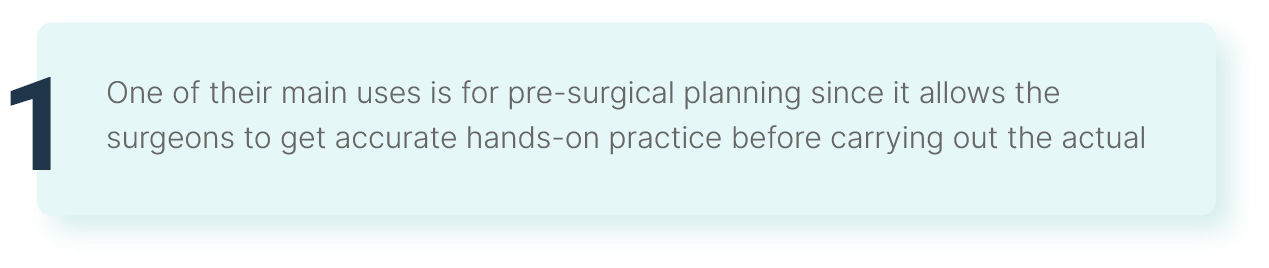 1
One of their main uses is for pre-surgical planning since it allows the
surgeons to get accurate hands-on practice before carrying out the actual